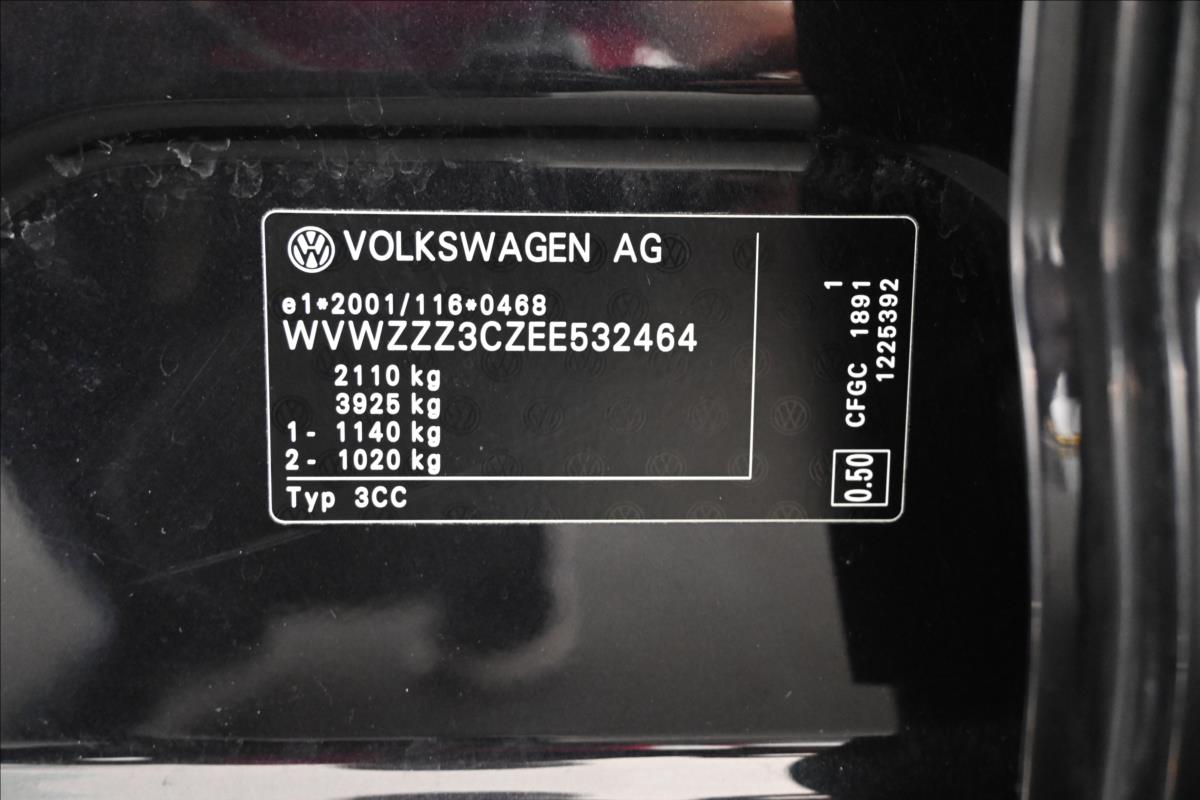 VOLKSWAGEN AG
e1*2001/116*0468
WVWZZZ3CZEE532464
2110 kg
3925 kg
1- 1140 kg
2- 1020 kg
Typ 3CC
1
CFGC 1891
1225392
0.50